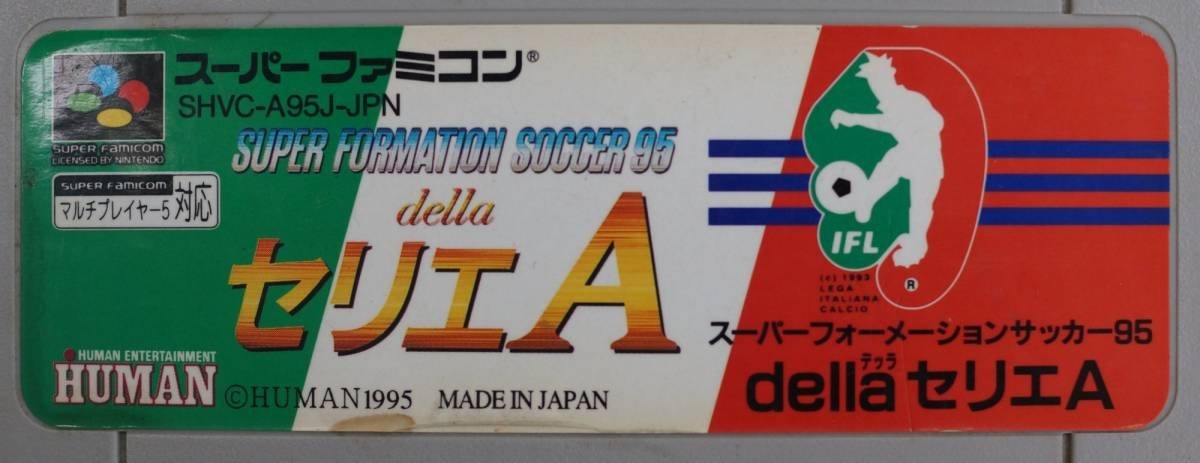 スーパーファミコン®
SHVC-A95J-JPN
SUPER FAMICOM
LICENSED BY NINTENDO
SUPER FAMICOM
マルチプレイヤー5 対応
SUPER FORMATION SOCCER 95
della
セリエA
HUMAN ENTERTAINMENT
HUMAN
©HUMAN1995 MADE IN JAPAN
IFL
®
(c) 1993
LEGA
ITALIANA
CALCIO
スーパーフォーメーションサッカー95
デッラ
della セリエA